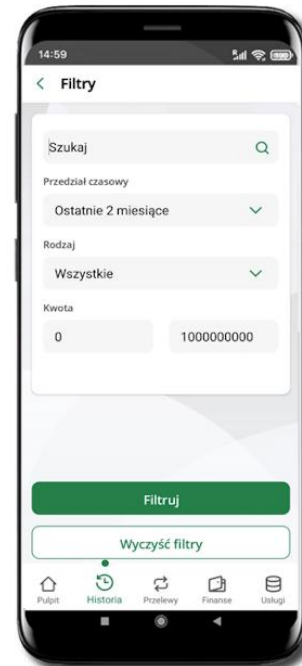 14:59
Filtry
Szukaj
Przedział czasowy
Ostatnie 2 miesiące
Rodzaj
Wszystkie
Kwota
0 1000000000
Filtruj
Wyczyść filtry
Pulpit Historia Przelewy Finanse Usługi